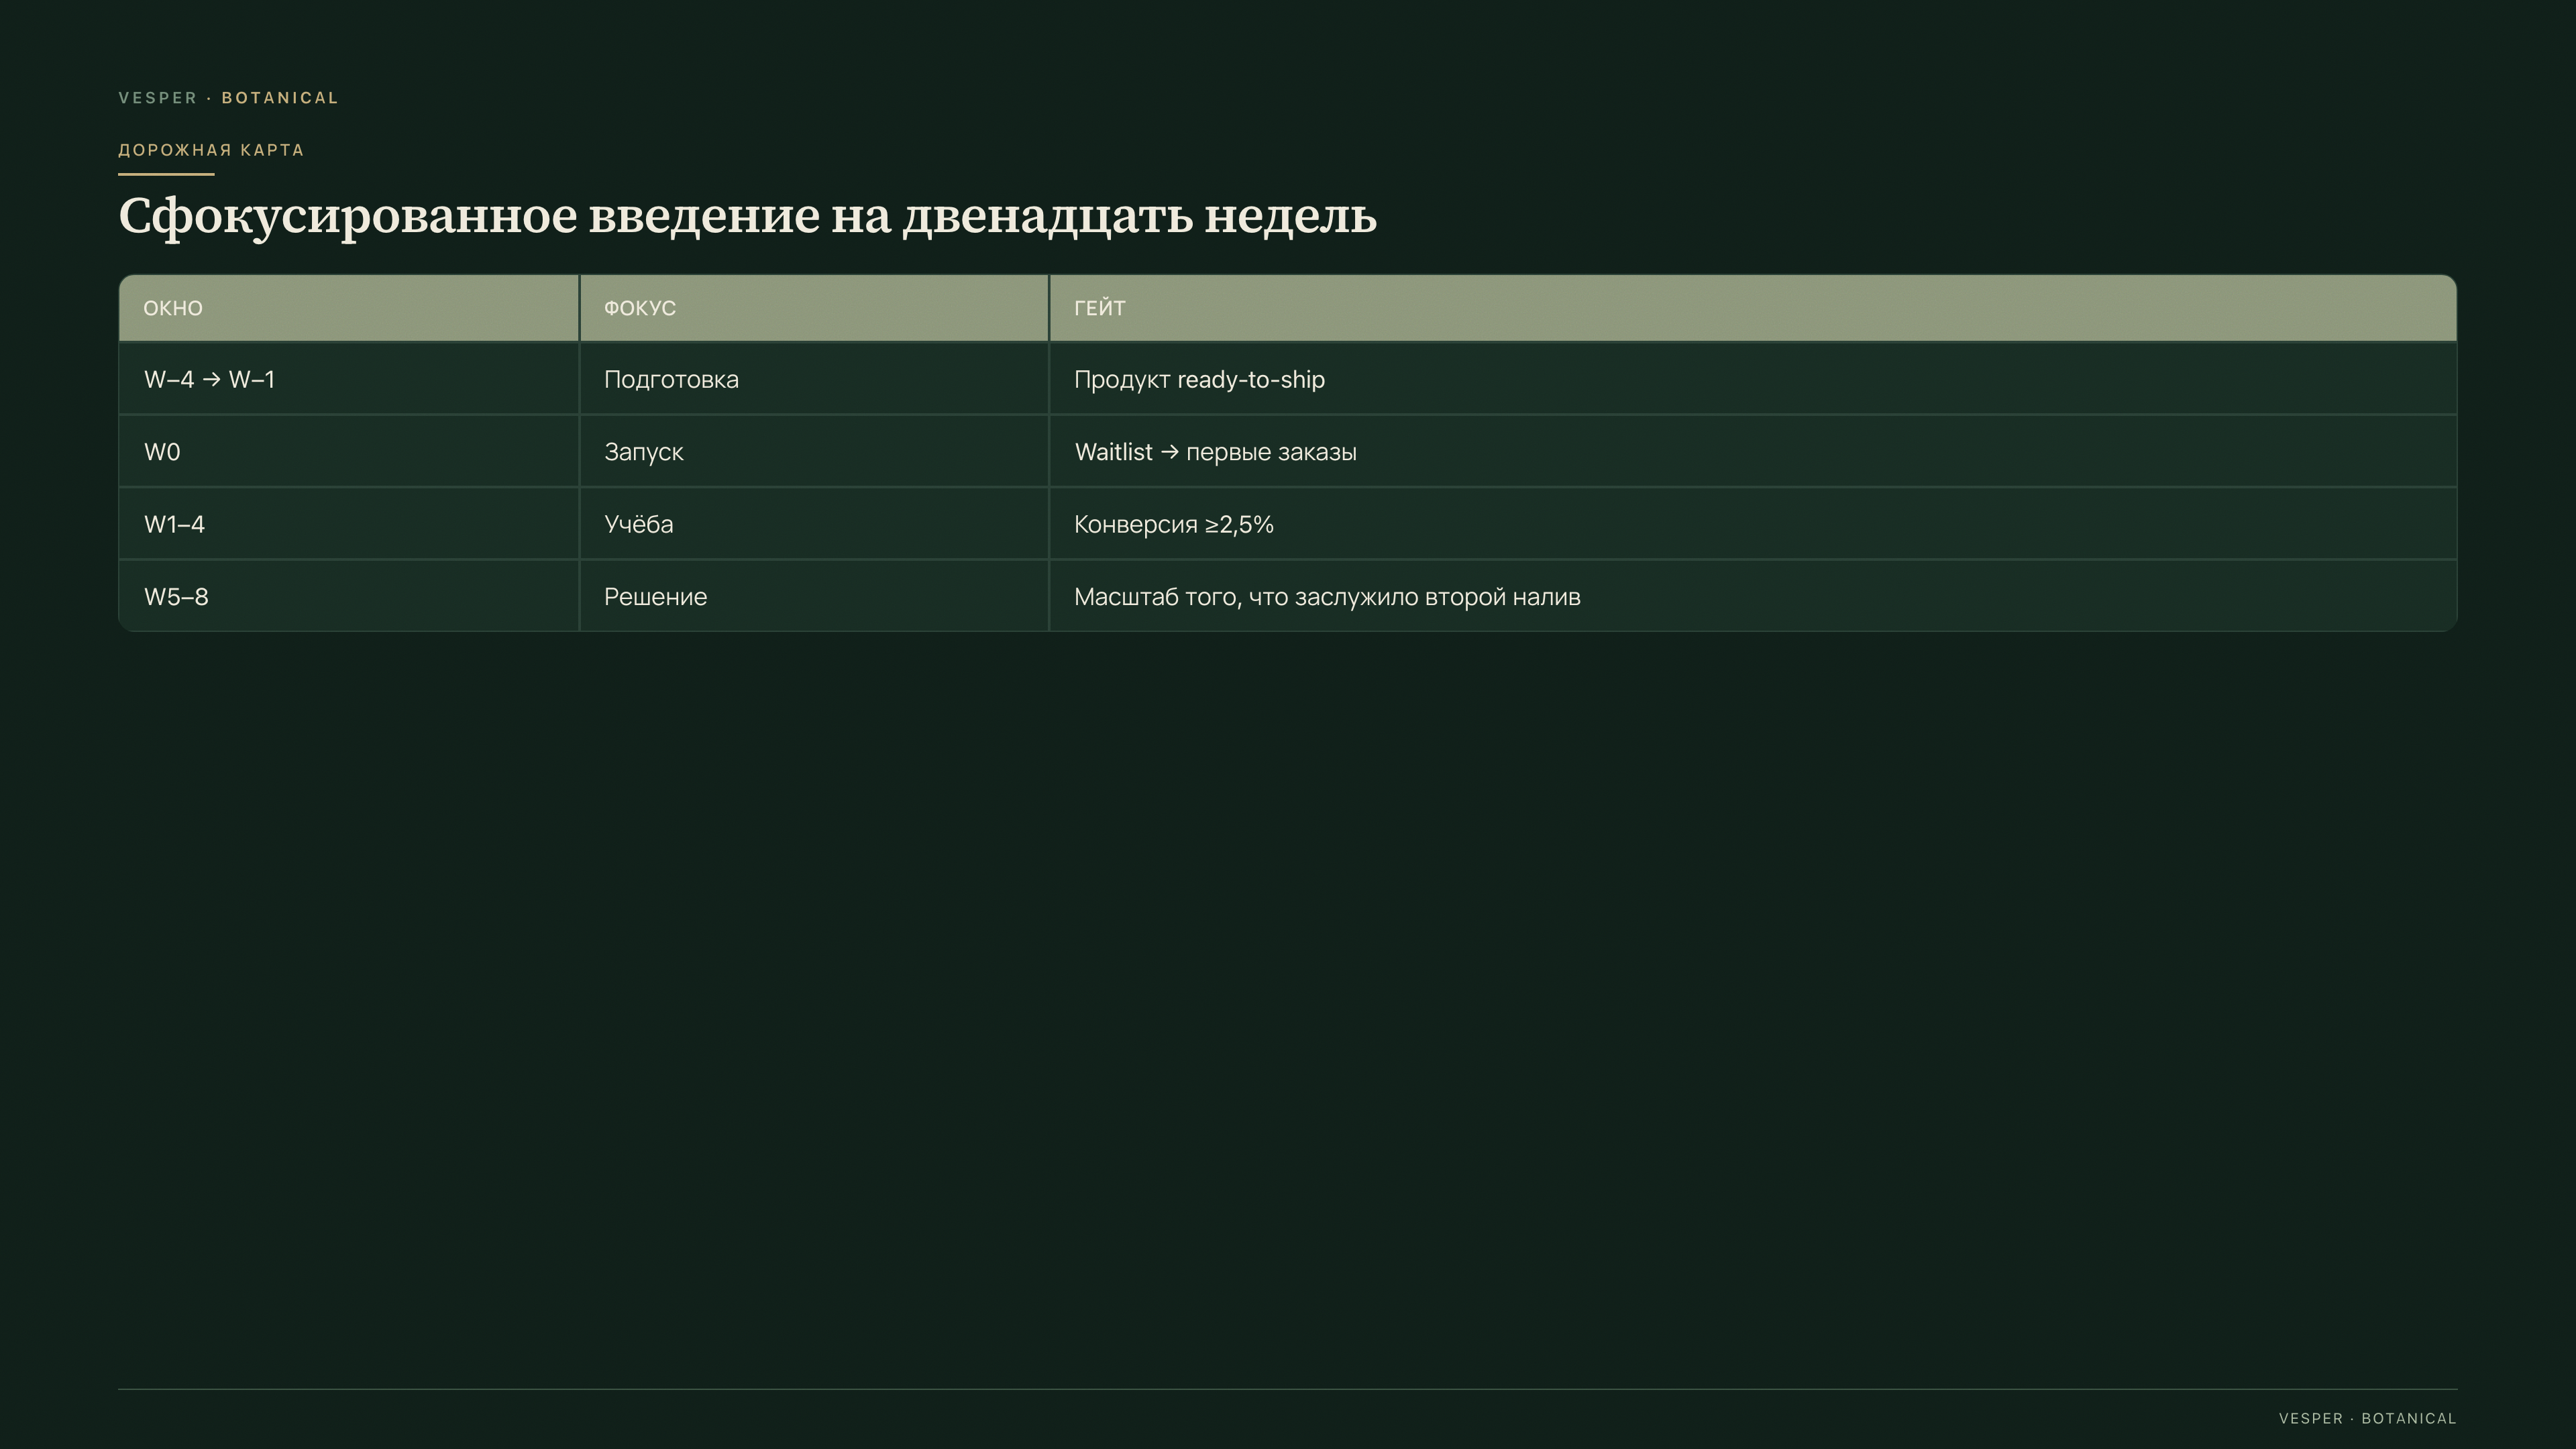 VESPER · BOTANICAL
ДОРОЖНАЯ КАРТА
Сфокусированное введение на двенадцать недель
ОКНО ФОКУС ГЕЙТ
W–4 → W–1 Подготовка Продукт ready-to-ship
W0 Запуск Waitlist → первые заказы
W1–4 Учёба Конверсия ≥2,5%
W5–8 Решение Масштаб того, что заслужило второй налив
VESPER · BOTANICAL